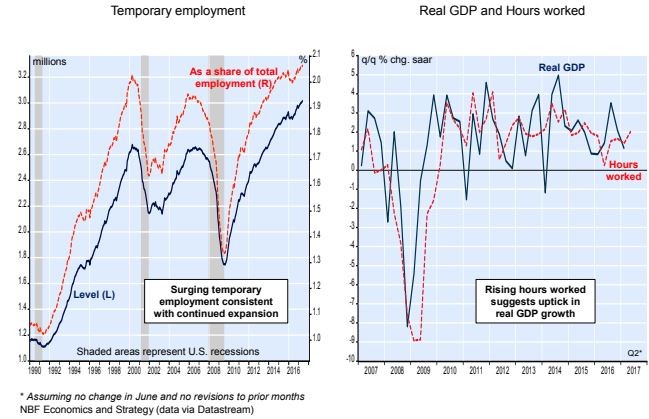 Temporary employment
millions
%
As a share of total
employment (R)
Level (L)
Surging temporary
employment consistent
with continued expansion
Shaded areas represent U.S. recessions
3.4
3.2
3.0
2.8
2.6
2.4
2.2
2.0
1.8
1.6
1.4
1.2
1.0
2.1
2.0
1.9
1.8
1.7
1.6
1.5
1.4
1.3
1.2
1.1
1.0
1990 1992 1994 1996 1998 2000 2002 2004 2006 2008 2010 2012 2014 2016
Real GDP and Hours worked
q/q % chg. saar
Real GDP
Hours
worked
Rising hours worked
suggests uptick in
real GDP growth
Q2*
6
5
4
3
2
1
0
-1
-2
-3
-4
-5
-6
-7
-8
-9
-10
2007 2008 2009 2010 2011 2012 2013 2014 2015 2016 2017
* Assuming no change in June and no revisions to prior months
NBF Economics and Strategy (data via Datastream)